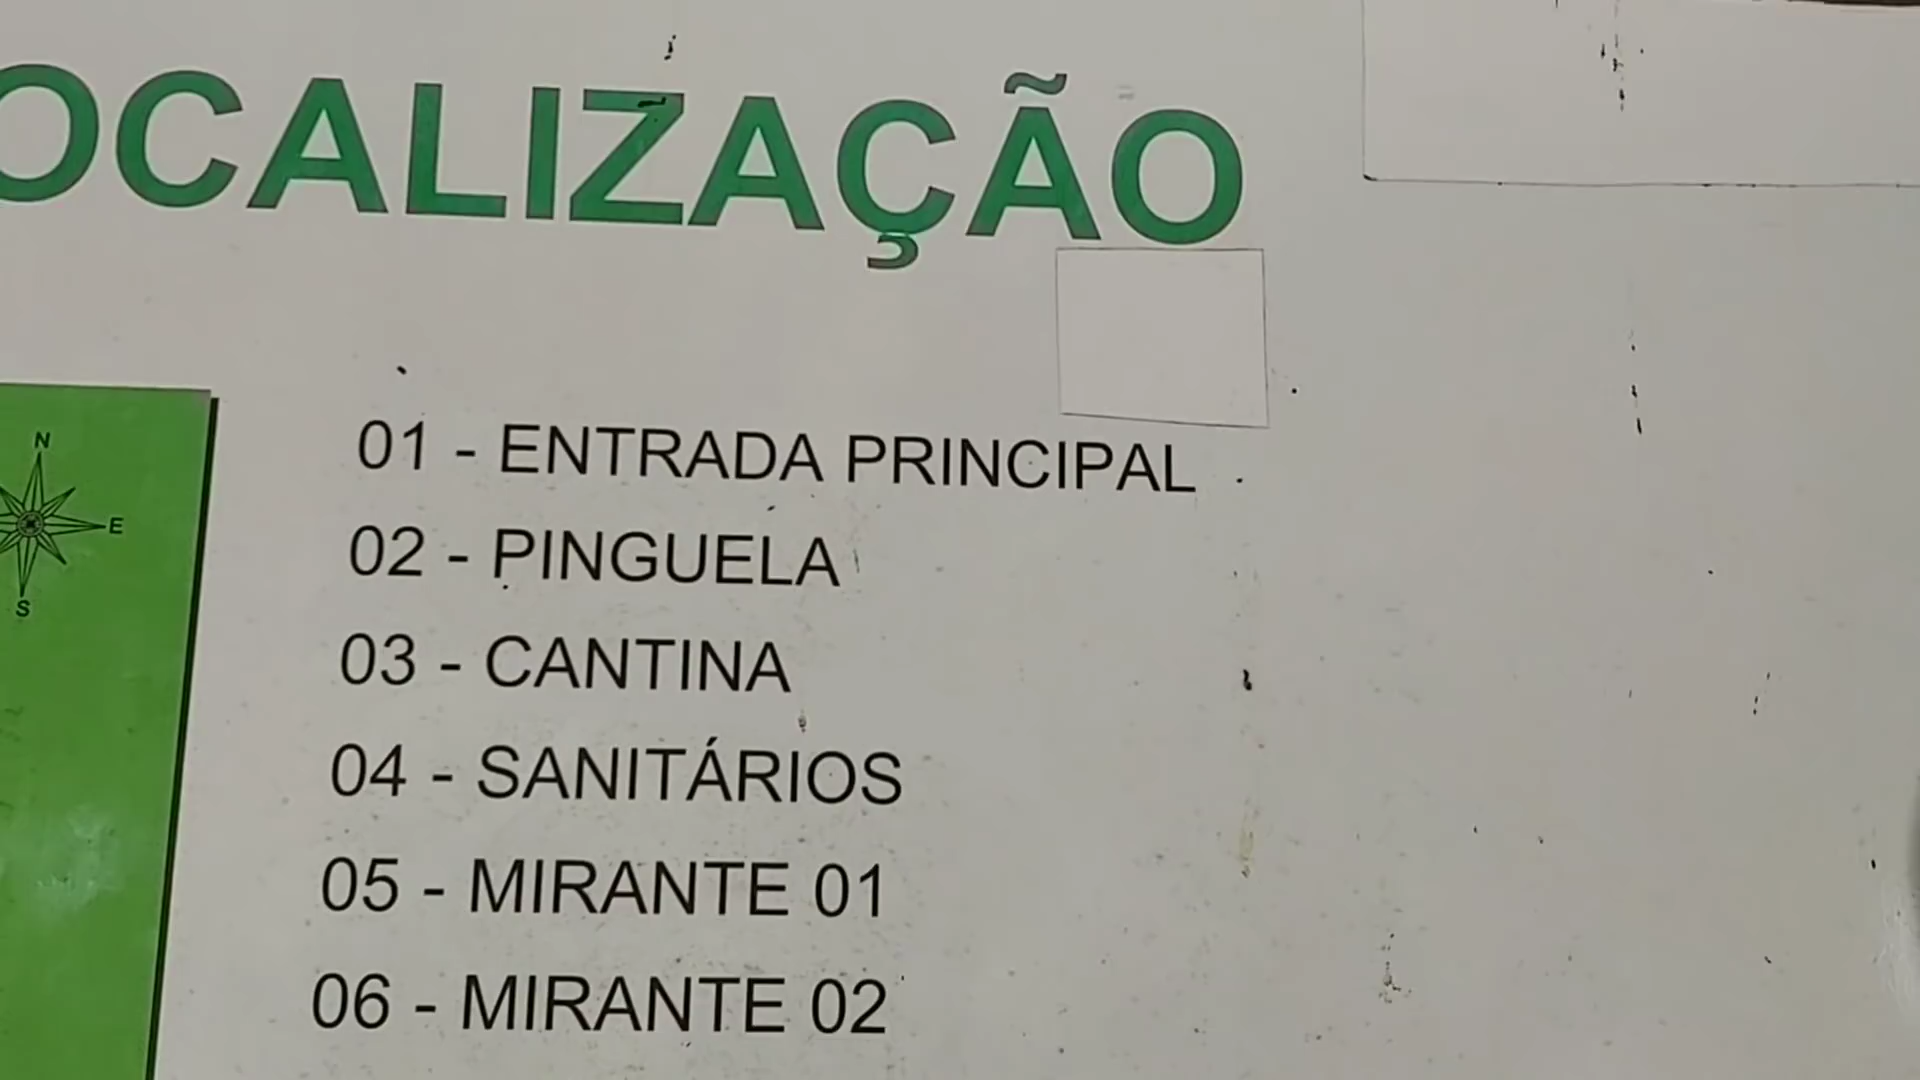 OCALIZAÇÃO
N
E
S
01 - ENTRADA PRINCIPAL
02 - PINGUELA
03 - CANTINA
04 - SANITÁRIOS
05 - MIRANTE 01
06 - MIRANTE 02